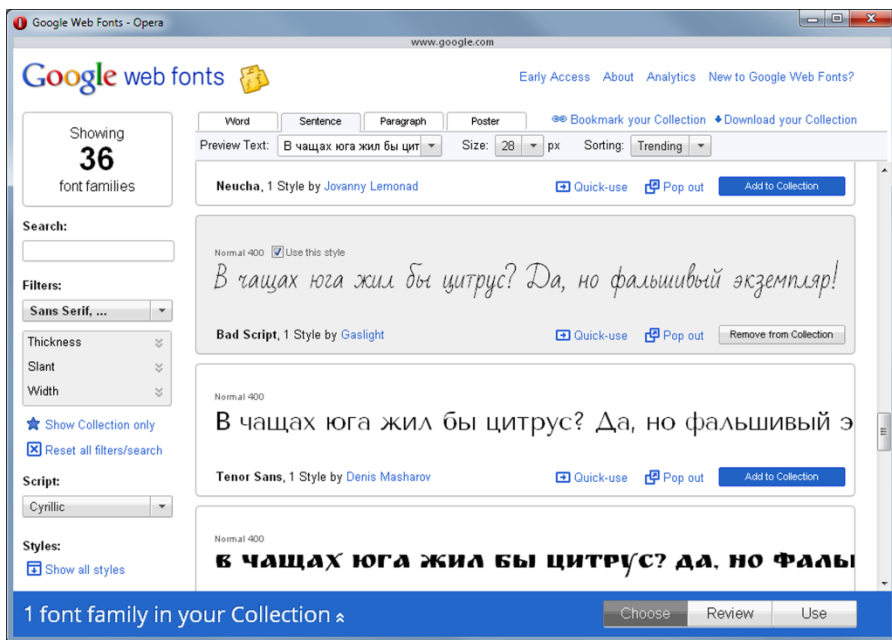 Google Web Fonts - Opera
www.google.com
Google web fonts
Early Access About Analytics New to Google Web Fonts?
Showing
36
font families
Word Sentence Paragraph Poster
Bookmark your Collection Download your Collection
Preview Text: В чащах юга жил бы цит Size: 28 px Sorting: Trending
Neucha, 1 Style by Jovanny Lemonad Quick-use Pop out Add to Collection
Search:
Filters:
Sans Serif, ...
Thickness
Slant
Width
Show Collection only
Reset all filters/search
Script:
Cyrillic
Styles:
Show all styles
Normal 400 Use this style
В чащах юга жил бы цитрус? Да, но фальшивый экземпляр!
Bad Script, 1 Style by Gaslight Quick-use Pop out Remove from Collection
Normal 400
В чащах юга жил бы цитрус? Да, но фальшивый э
Tenor Sans, 1 Style by Denis Masharov Quick-use Pop out Add to Collection
Normal 400
в чащах юга жил бы цитрус? да, но фальы
1 font family in your Collection
Choose Review Use